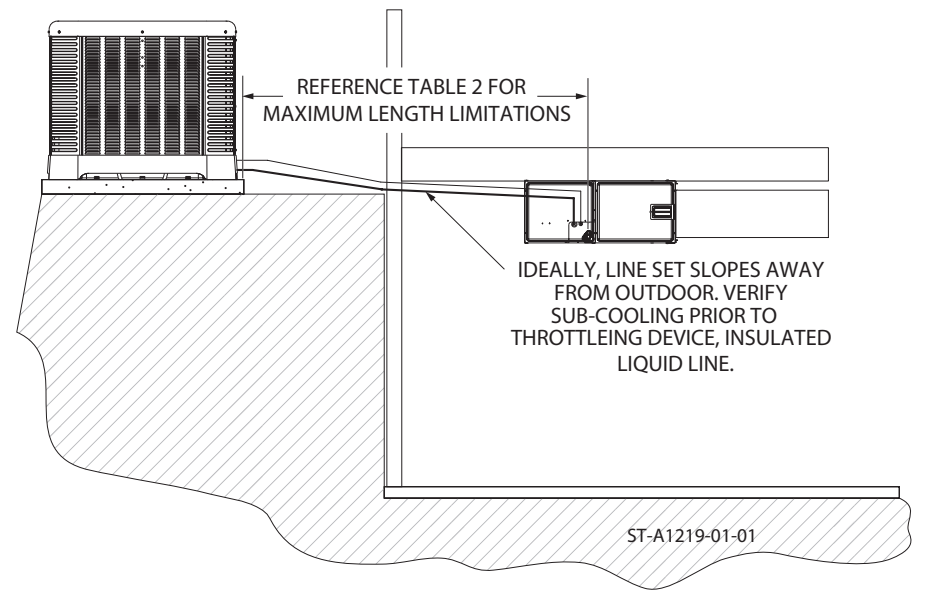 REFERENCE TABLE 2 FOR
MAXIMUM LENGTH LIMITATIONS
IDEALLY, LINE SET SLOPES AWAY
FROM OUTDOOR. VERIFY
SUB-COOLING PRIOR TO
THROTTLEING DEVICE, INSULATED
LIQUID LINE.
ST-A1219-01-01